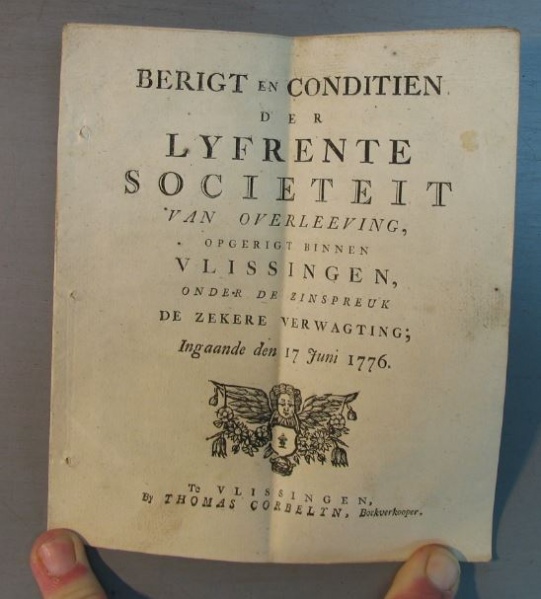 BERIGT EN CONDITIEN
DER
LYFRENTE
SOCIETEIT
VAN OVERLEEVING,
OPGERIGT BINNEN
VLISSINGEN,
ONDER DE ZINSPREUK
DE ZEKERE VERWAGTING;
Ingaande den 17 Juni 1776.
Te VLISSINGEN,
By THOMAS CORBELYN, Boekverkooper.